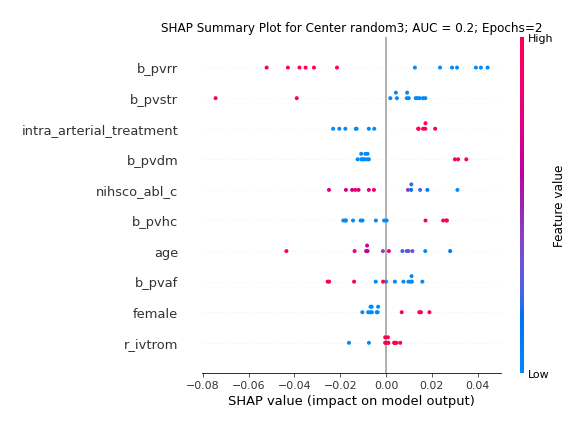 SHAP Summary Plot for Center random3; AUC = 0.2; Epochs=2
High
b_pvrr
b_pvstr
intra_arterial_treatment
b_pvdm
nihsco_abl_c
b_pvhc
age
b_pvaf
female
r_ivtrom
Feature value
Low
−0.08 −0.06 −0.04 −0.02 0.00 0.02 0.04
SHAP value (impact on model output)